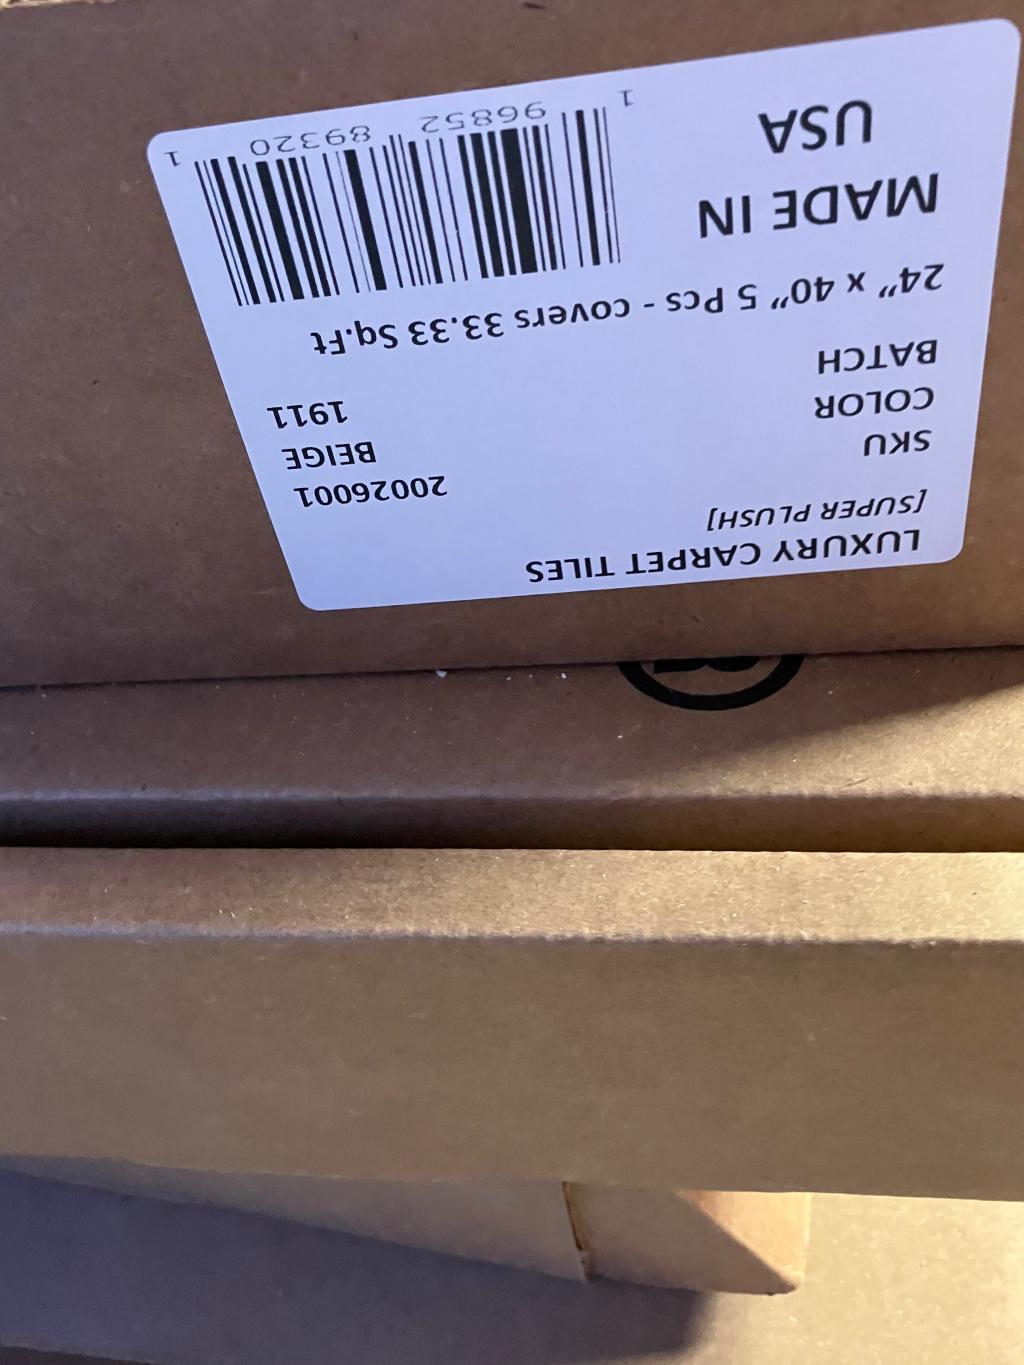 LUXURY CARPET TILES
[SUPER PLUSH]
SKU 20026001
COLOR BEIGE
BATCH 1911
24” x 40” 5 Pcs - covers 33.33 Sq.Ft
MADE IN
USA
1 96852 89320 1